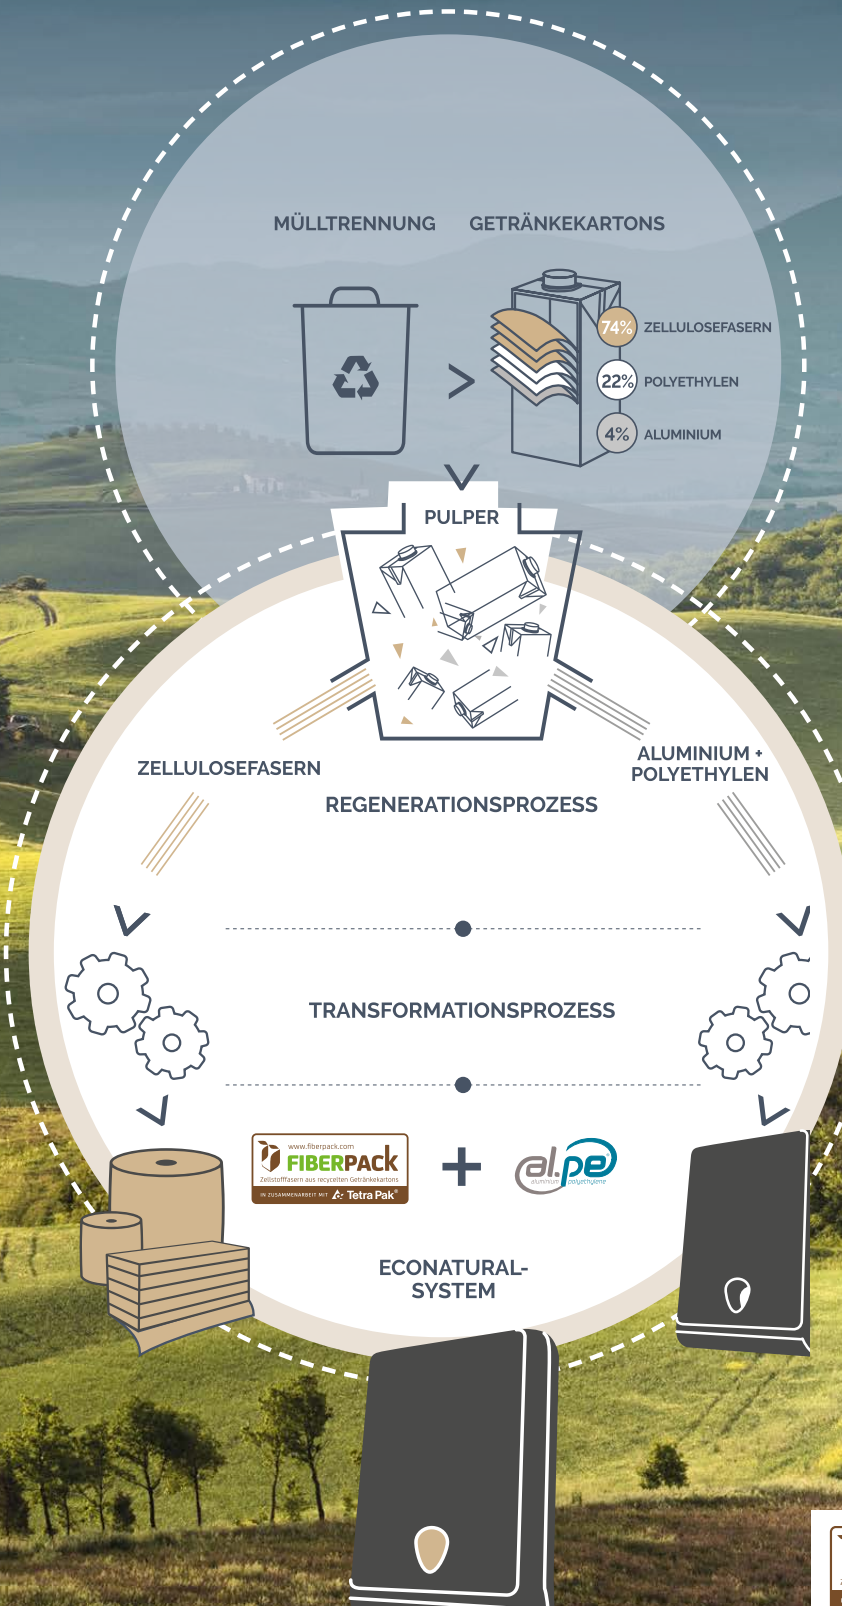 MÜLLTRENNUNG
GETRÄNKEKARTONS
74% ZELLULOSEFASERN
22% POLYETHYLEN
4% ALUMINIUM
PULPER
ZELLULOSEFASERN
ALUMINIUM +
POLYETHYLEN
REGENERATIONSPROZESS
TRANSFORMATIONSPROZESS
www.fiberpack.com
FIBERPACK
Zellstofffasern aus recycelten Getränkekartons
IN ZUSAMMENARBEIT MIT Tetra Pak®
+
al.pe®
aluminium polyethylene
ECONATURAL-
SYSTEM